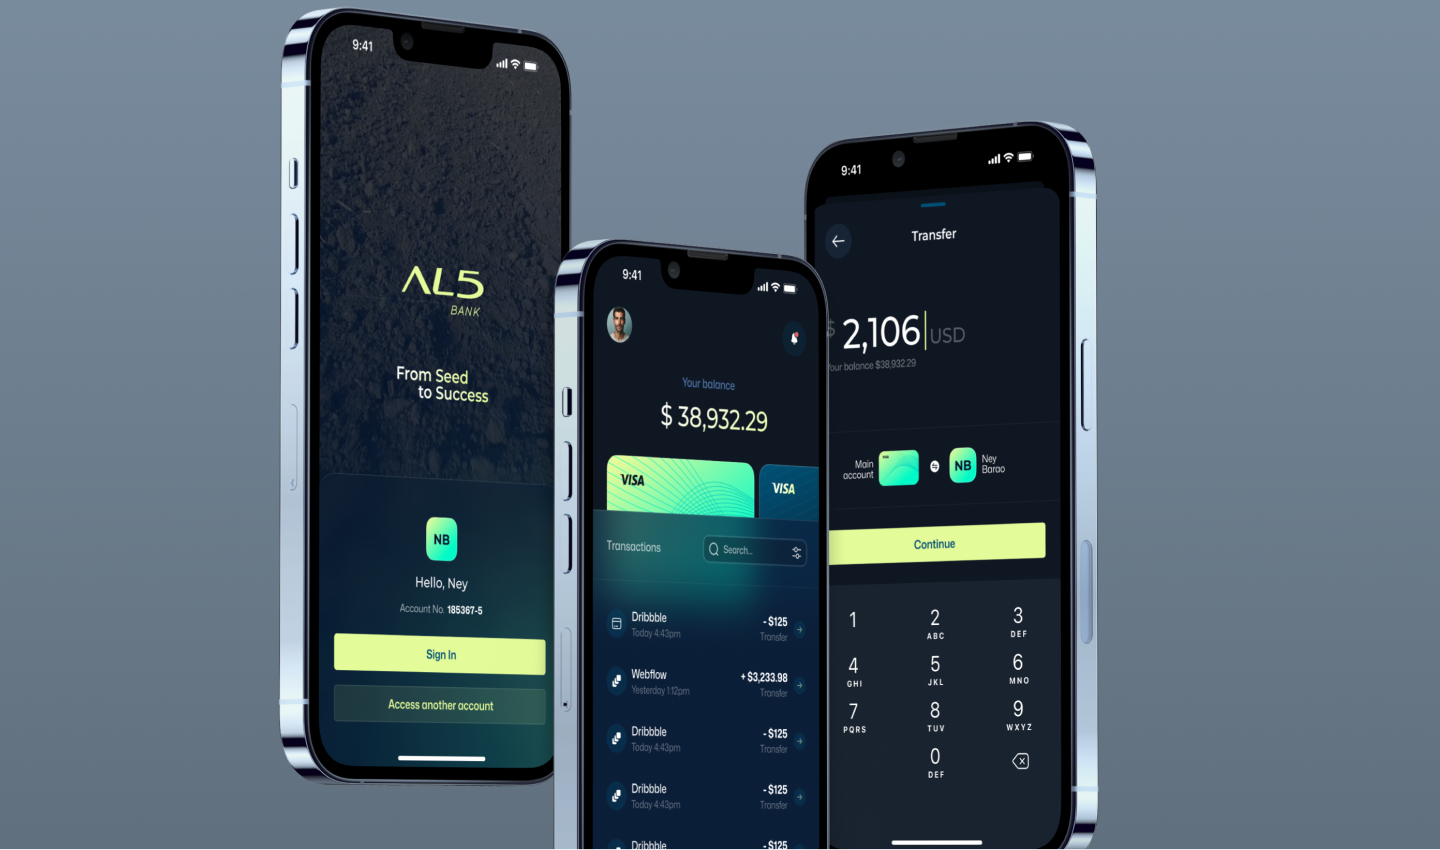 9:41
AL5
BANK
From Seed
to Success
NB
Hello, Ney
Account No. 185367-5
Sign In
Access another account
9:41
Your balance
$ 38,932.29
VISA
VISA
Transactions
Search...
Dribbble
- $125
Today 4:43pm
Transfer
Webflow
+ $3,233.98
Yesterday 1:12pm
Transfer
Dribbble
- $125
Today 4:43pm
Transfer
Dribbble
- $125
Today 4:43pm
Transfer
Dribbble
- $125
9:41
Transfer
$ 2,106 USD
Your balance $38,932.29
Main
account
VISA
NB
Ney
Barao
Continue
1
2
ABC
3
DEF
4
GHI
5
JKL
6
MNO
7
PQRS
8
TUV
9
WXYZ
0
DEF